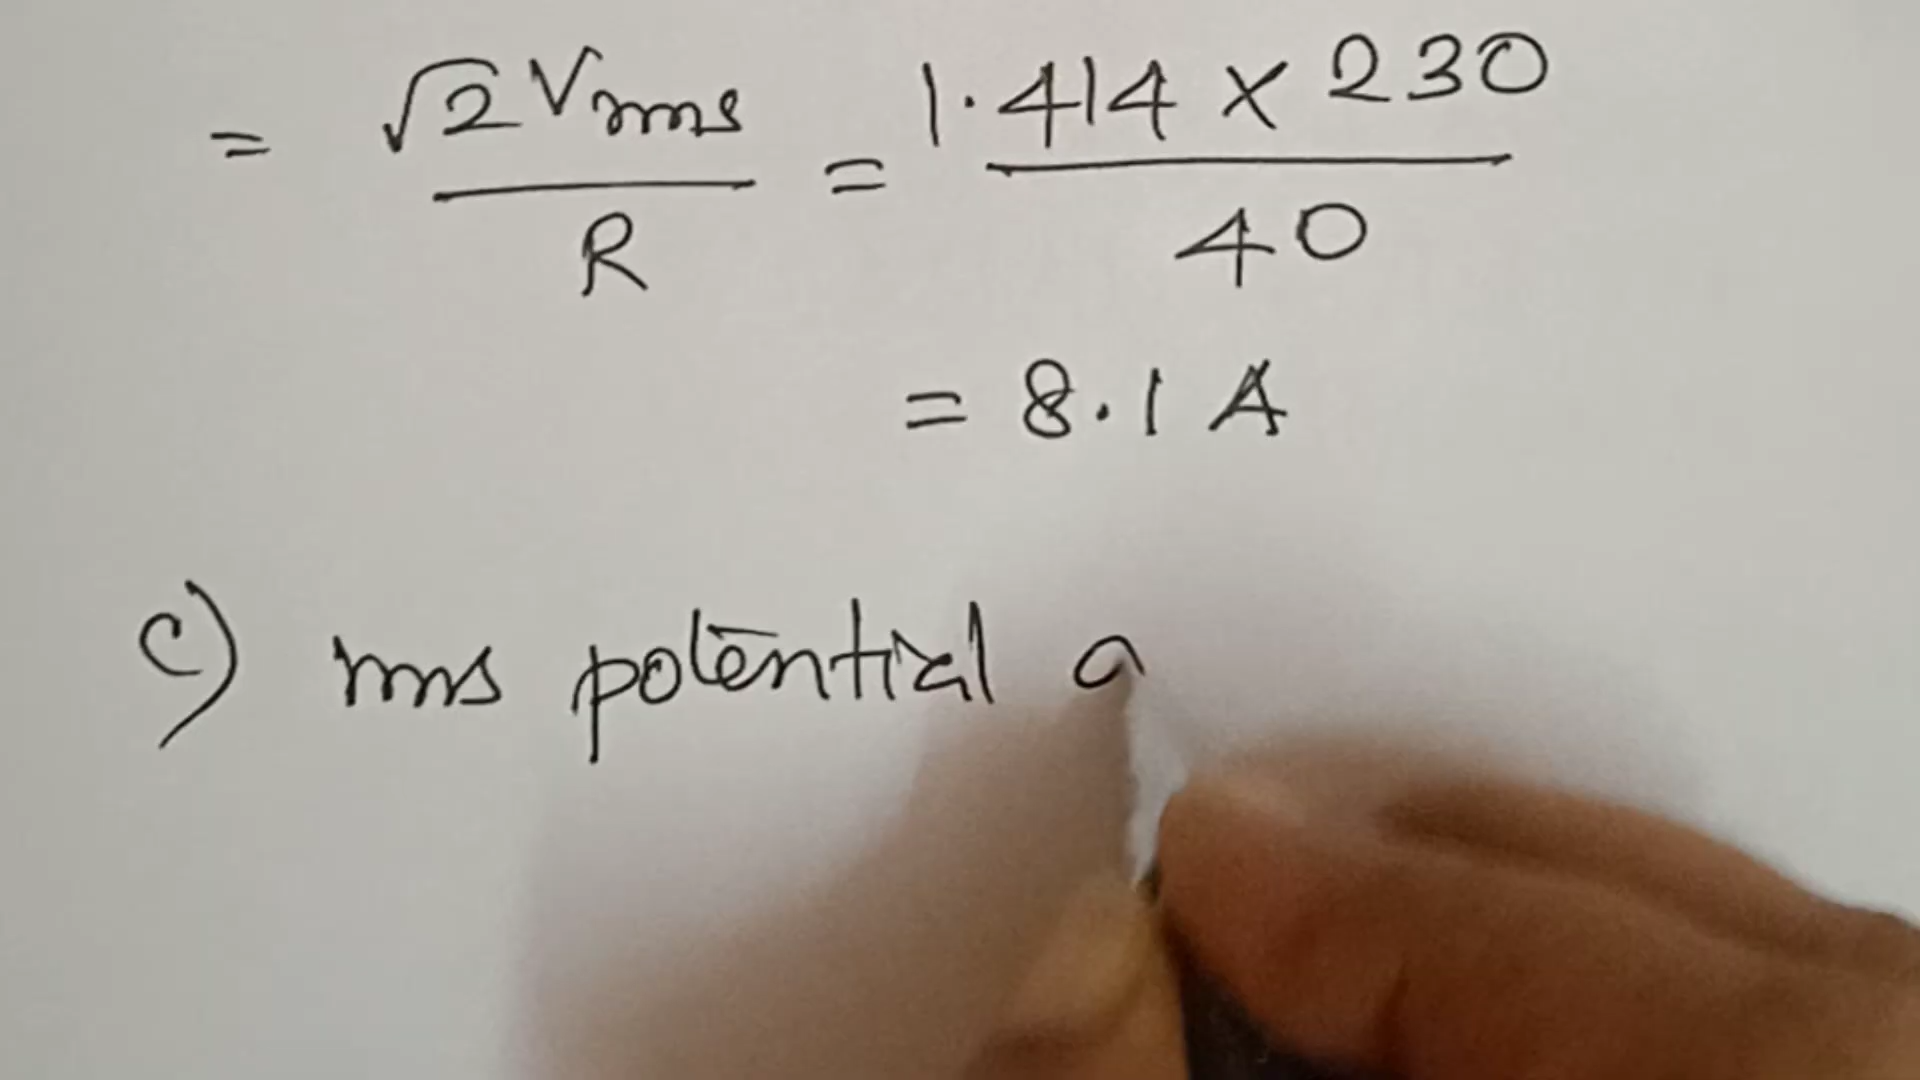 = √2 Vrms / R = 1.414 × 230 / 40
= 8.1 A
c) rms potential a